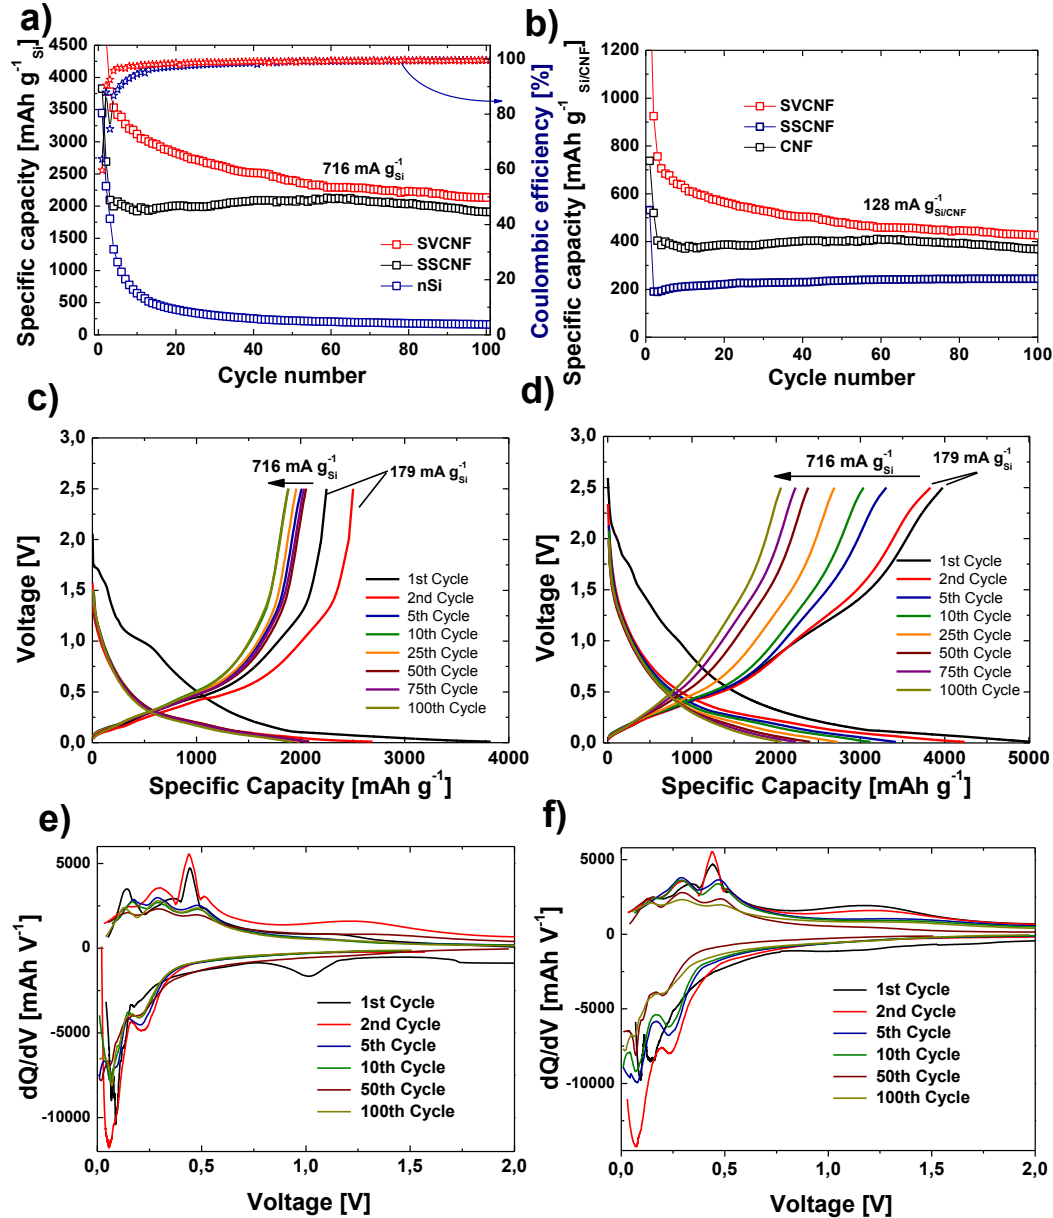 a)
Specific capacity [mAh g⁻¹ Si]
4500
4000
3500
3000
2500
2000
1500
1000
500
0
716 mA g⁻¹ Si
SVCNF
SSCNF
nSi
100
80
60
40
20
0
Coulombic efficiency [%]
0 20 40 60 80 100
Cycle number
b)
Specific capacity [mAh g⁻¹ Si/CNF]
1200
1000
800
600
400
200
0
SVCNF
SSCNF
CNF
128 mA g⁻¹ Si/CNF
0 20 40 60 80 100
Cycle number
c)
Voltage [V]
3,0
2,5
2,0
1,5
1,0
0,5
0,0
716 mA g⁻¹ Si
179 mA g⁻¹ Si
1st Cycle
2nd Cycle
5th Cycle
10th Cycle
25th Cycle
50th Cycle
75th Cycle
100th Cycle
0 1000 2000 3000 4000
Specific Capacity [mAh g⁻¹]
d)
Voltage [V]
3,0
2,5
2,0
1,5
1,0
0,5
0,0
716 mA g⁻¹ Si
179 mA g⁻¹ Si
1st Cycle
2nd Cycle
5th Cycle
10th Cycle
25th Cycle
50th Cycle
75th Cycle
100th Cycle
0 1000 2000 3000 4000 5000
Specific Capacity [mAh g⁻¹]
e)
dQ/dV [mAh V⁻¹]
5000
0
-5000
-10000
1st Cycle
2nd Cycle
5th Cycle
10th Cycle
50th Cycle
100th Cycle
0,0 0,5 1,0 1,5 2,0
Voltage [V]
f)
dQ/dV [mAh V⁻¹]
5000
0
-5000
-10000
1st Cycle
2nd Cycle
5th Cycle
10th Cycle
50th Cycle
100th Cycle
0,0 0,5 1,0 1,5 2,0
Voltage [V]